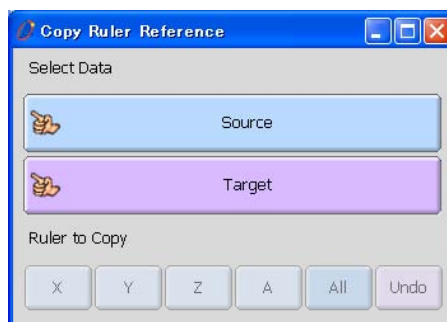 Copy Ruler Reference
Select Data
Source
Target
Ruler to Copy
X Y Z A All Undo